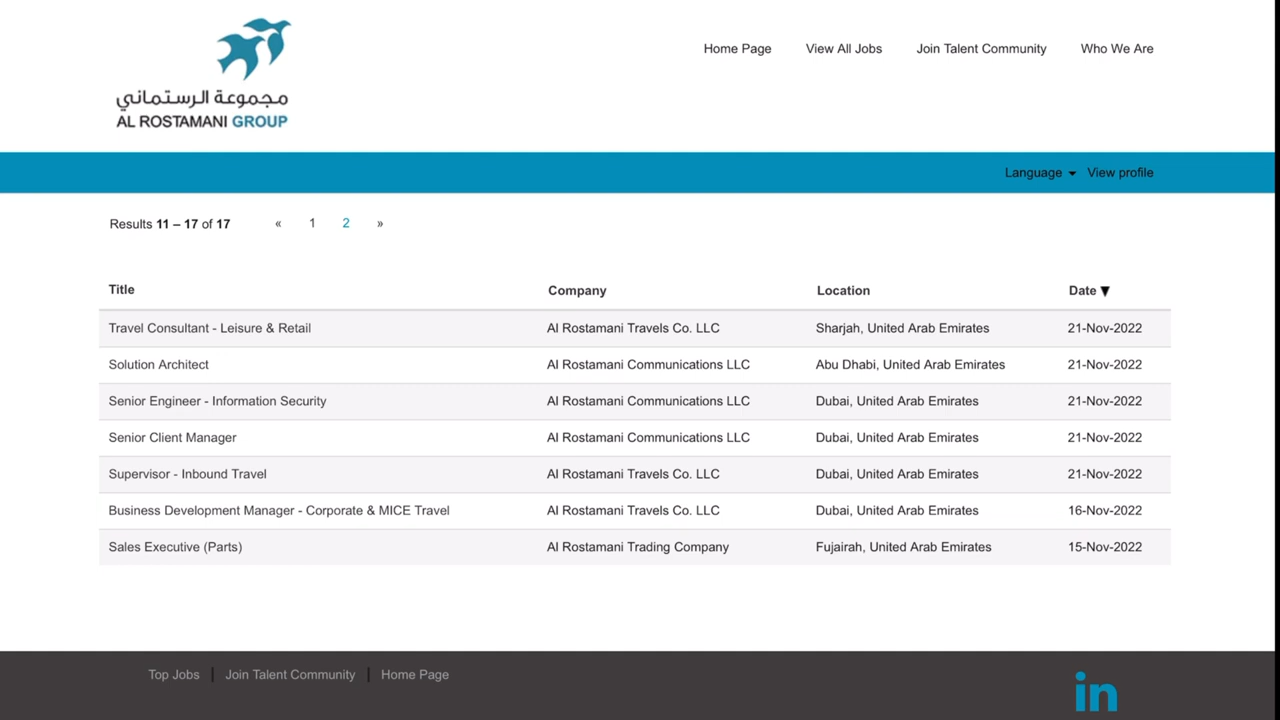 مجموعة الرستماني
AL ROSTAMANI GROUP
Home Page View All Jobs Join Talent Community Who We Are
Language View profile
Results 11 – 17 of 17 « 1 2 »
Title Company Location Date ▼
Travel Consultant - Leisure & Retail Al Rostamani Travels Co. LLC Sharjah, United Arab Emirates 21-Nov-2022
Solution Architect Al Rostamani Communications LLC Abu Dhabi, United Arab Emirates 21-Nov-2022
Senior Engineer - Information Security Al Rostamani Communications LLC Dubai, United Arab Emirates 21-Nov-2022
Senior Client Manager Al Rostamani Communications LLC Dubai, United Arab Emirates 21-Nov-2022
Supervisor - Inbound Travel Al Rostamani Travels Co. LLC Dubai, United Arab Emirates 21-Nov-2022
Business Development Manager - Corporate & MICE Travel Al Rostamani Travels Co. LLC Dubai, United Arab Emirates 16-Nov-2022
Sales Executive (Parts) Al Rostamani Trading Company Fujairah, United Arab Emirates 15-Nov-2022
Top Jobs | Join Talent Community | Home Page
in